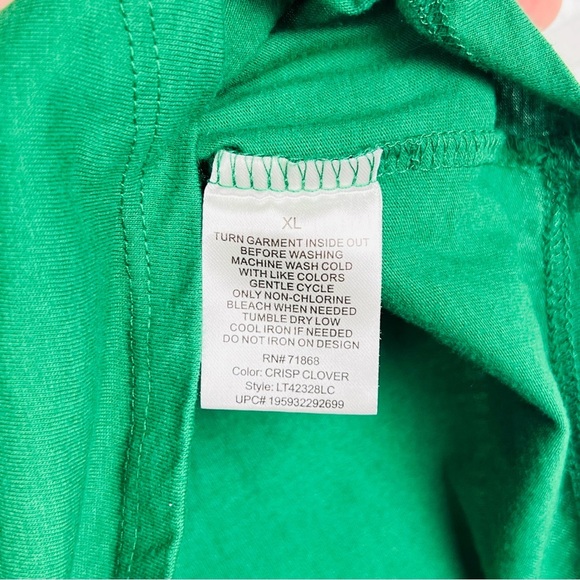 XL
TURN GARMENT INSIDE OUT
BEFORE WASHING
MACHINE WASH COLD
WITH LIKE COLORS
GENTLE CYCLE
ONLY NON-CHLORINE
BLEACH WHEN NEEDED
TUMBLE DRY LOW
COOL IRON IF NEEDED
DO NOT IRON ON DESIGN
RN# 71868
Color: CRISP CLOVER
Style: LT42328LC
UPC# 195932292699